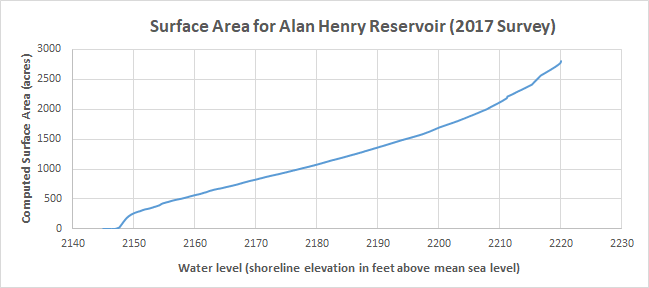 Surface Area for Alan Henry Reservoir (2017 Survey)
Computed Surface Area (acres)
3000
2500
2000
1500
1000
500
0
2140 2150 2160 2170 2180 2190 2200 2210 2220 2230
Water level (shoreline elevation in feet above mean sea level)